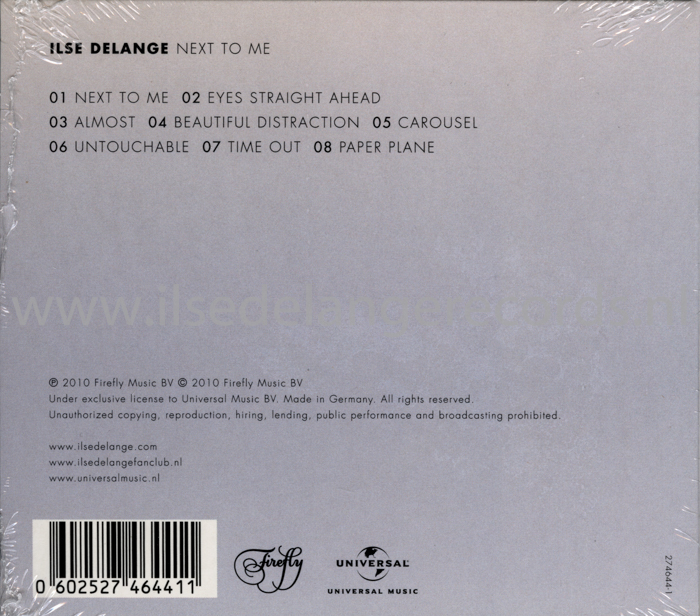 ILSE DELANGE NEXT TO ME
01 NEXT TO ME 02 EYES STRAIGHT AHEAD
03 ALMOST 04 BEAUTIFUL DISTRACTION 05 CAROUSEL
06 UNTOUCHABLE 07 TIME OUT 08 PAPER PLANE
www.ilsedelangerecords.nl
℗ 2010 Firefly Music BV © 2010 Firefly Music BV
Under exclusive license to Universal Music BV. Made in Germany. All rights reserved.
Unauthorized copying, reproduction, hiring, lending, public performance and broadcasting prohibited.
www.ilsedelange.com
www.ilsedelangefanclub.nl
www.universalmusic.nl
0 602527 464411
Firefly
UNIVERSAL
UNIVERSAL MUSIC
274644-1